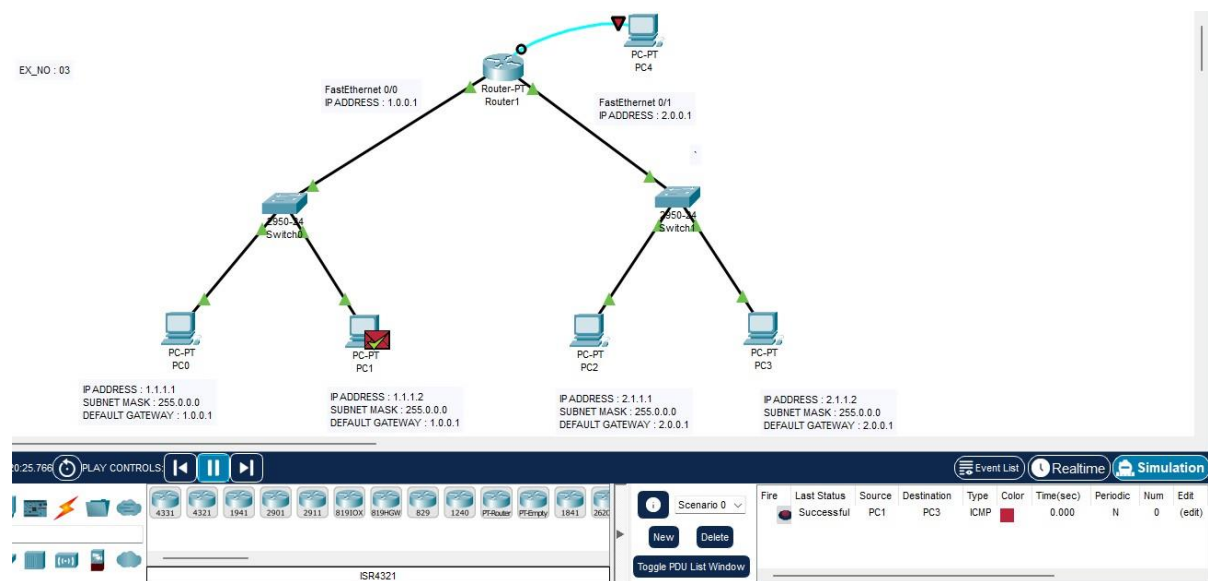 PC-PT
PC4
EX_NO : 03
FastEthernet 0/0
IP ADDRESS : 1.0.0.1
Router-PT
Router1
FastEthernet 0/1
IP ADDRESS : 2.0.0.1
2950-24
Switch0
2950-24
Switch1
PC-PT
PC0
PC-PT
PC1
PC-PT
PC2
PC-PT
PC3
IP ADDRESS : 1.1.1.1
SUBNET MASK : 255.0.0.0
DEFAULT GATEWAY : 1.0.0.1
IP ADDRESS : 1.1.1.2
SUBNET MASK : 255.0.0.0
DEFAULT GATEWAY : 1.0.0.1
IP ADDRESS : 2.1.1.1
SUBNET MASK : 255.0.0.0
DEFAULT GATEWAY : 2.0.0.1
IP ADDRESS : 2.1.1.2
SUBNET MASK : 255.0.0.0
DEFAULT GATEWAY : 2.0.0.1
0:25.766 PLAY CONTROLS: Event List Realtime Simulation
4331 4321 1941 2901 2911 819IOX 819HGW 829 1240 PT-Router PT-Empty 1841 262
ISR4321
Scenario 0
New Delete
Toggle PDU List Window
Fire Last Status Source Destination Type Color Time(sec) Periodic Num Edit
Successful PC1 PC3 ICMP 0.000 N 0 (edit)